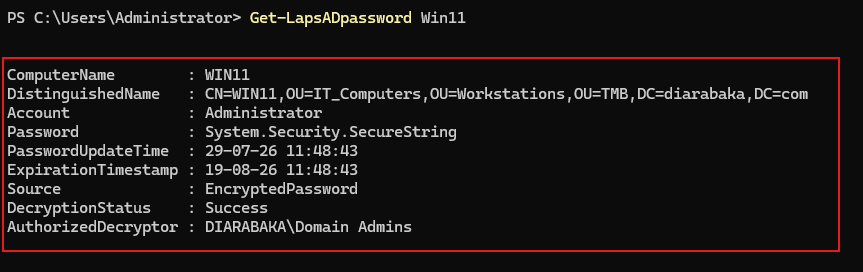 PS C:\Users\Administrator> Get-LapsADpassword Win11
ComputerName        : WIN11
DistinguishedName   : CN=WIN11,OU=IT_Computers,OU=Workstations,OU=TMB,DC=diarabaka,DC=com
Account             : Administrator
Password            : System.Security.SecureString
PasswordUpdateTime  : 29-07-26 11:48:43
ExpirationTimestamp : 19-08-26 11:48:43
Source              : EncryptedPassword
DecryptionStatus    : Success
AuthorizedDecryptor : DIARABAKA\Domain Admins